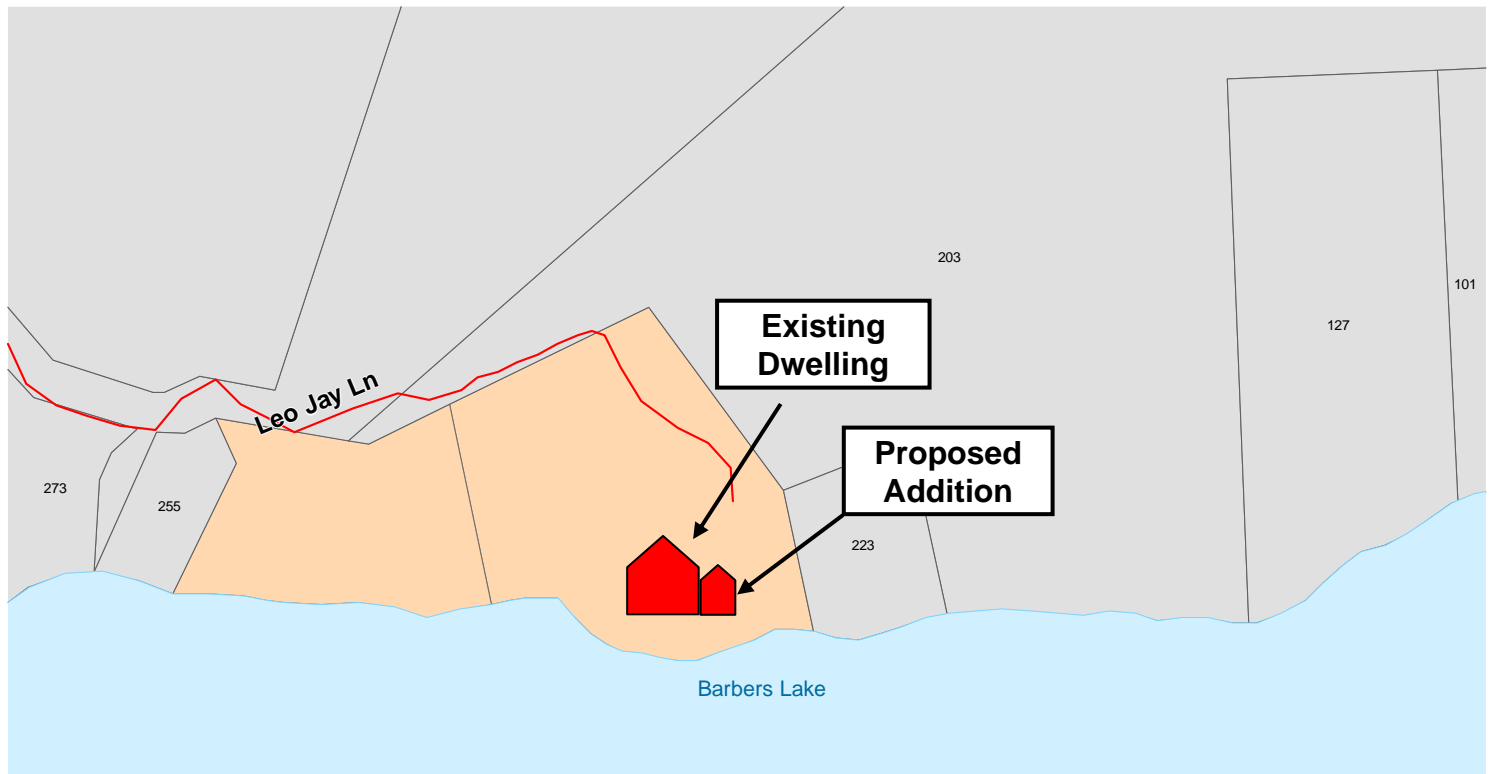 203
101
Existing
Dwelling
127
Leo Jay Ln
Proposed
Addition
273
255
223
Barbers Lake